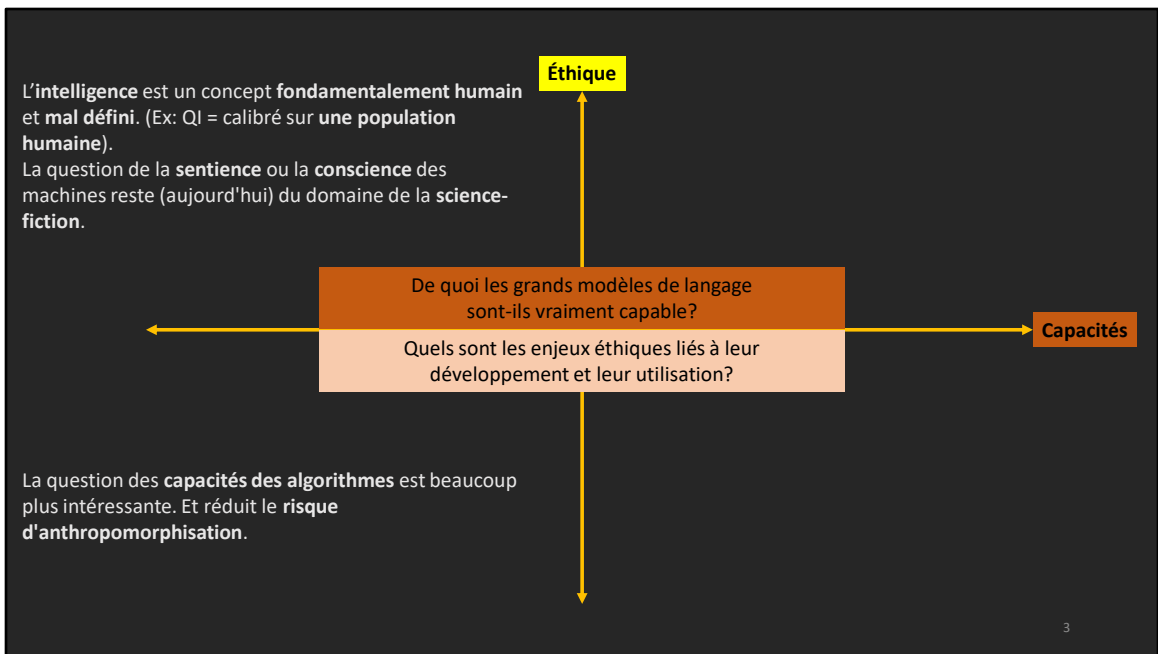 Éthique
L'intelligence est un concept fondamentalement humain
et mal défini. (Ex: QI = calibré sur une population
humaine).
La question de la sentience ou la conscience des
machines reste (aujourd'hui) du domaine de la science-
fiction.
De quoi les grands modèles de langage
sont-ils vraiment capable?
Capacités
Quels sont les enjeux éthiques liés à leur
développement et leur utilisation?
La question des capacités des algorithmes est beaucoup
plus intéressante. Et réduit le risque
d'anthropomorphisation.
3